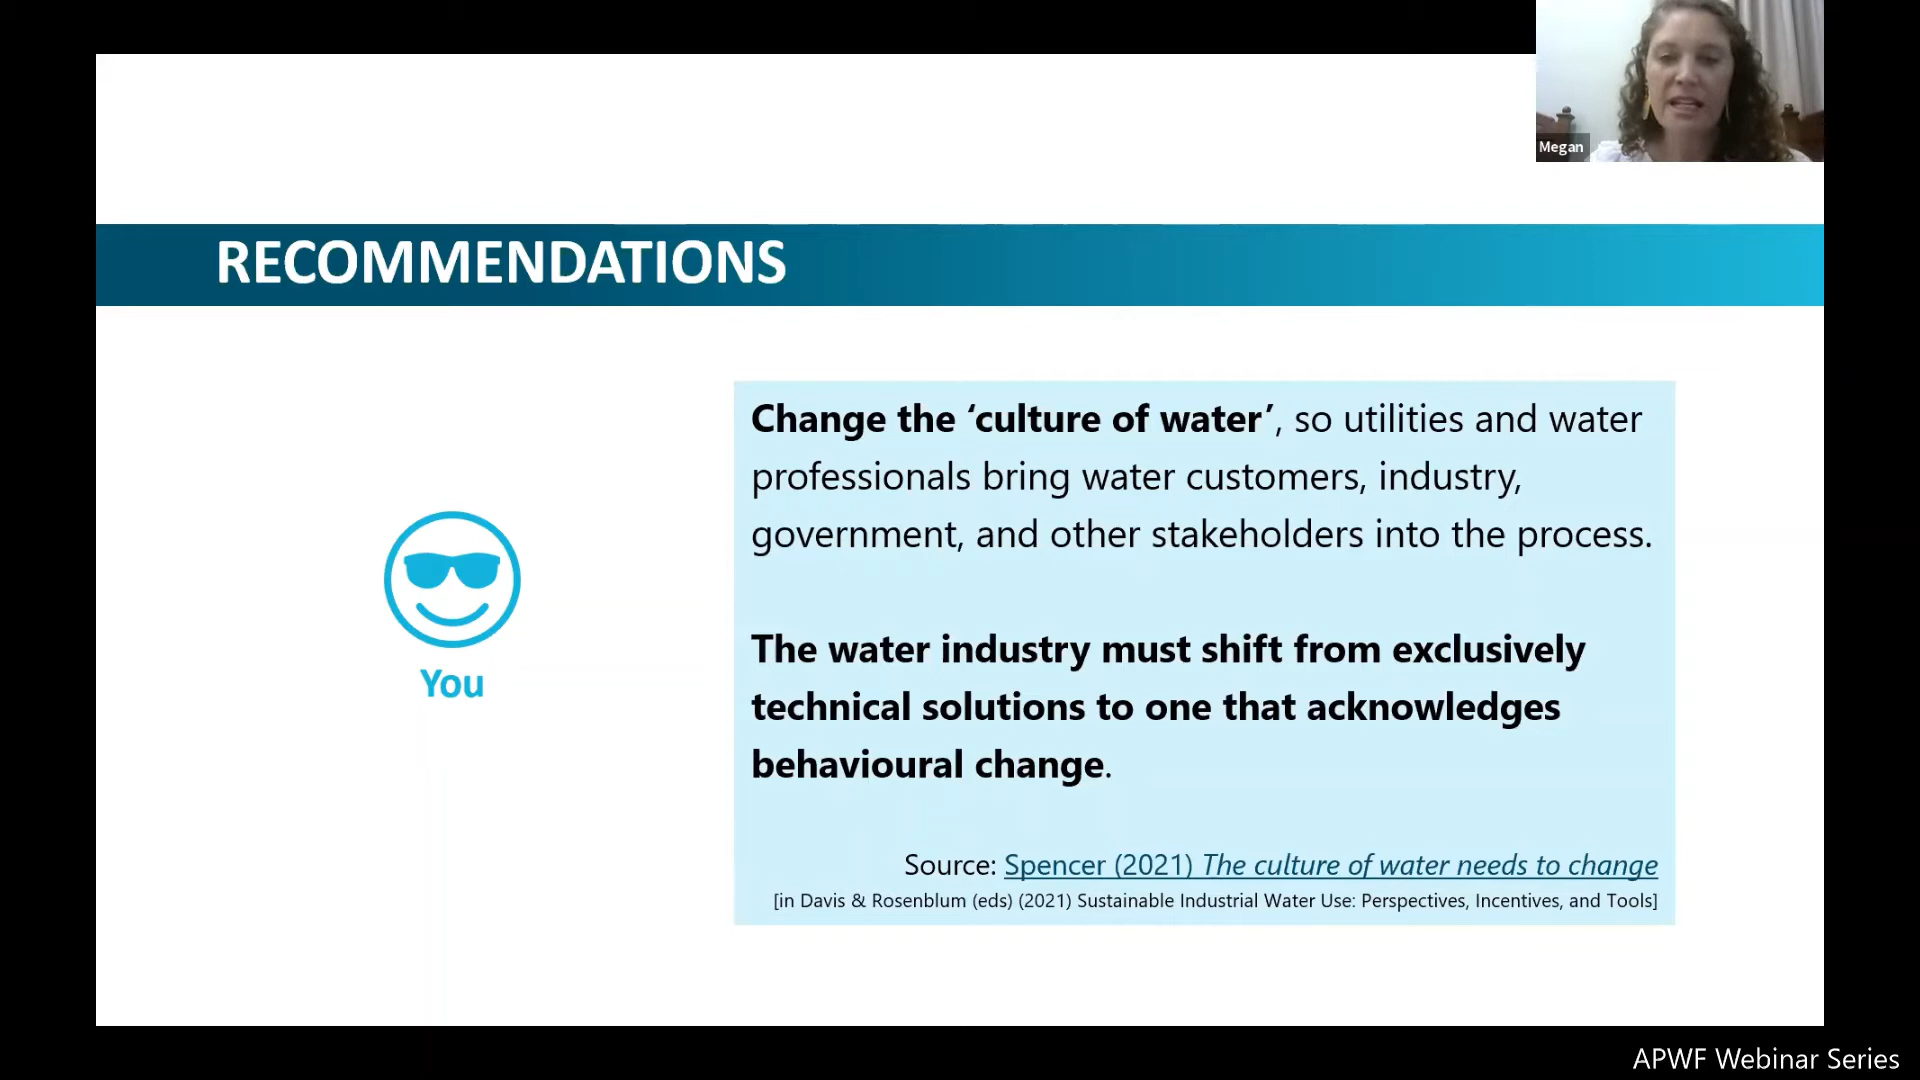 Megan
RECOMMENDATIONS
You
Change the ‘culture of water’, so utilities and water
professionals bring water customers, industry,
government, and other stakeholders into the process.
The water industry must shift from exclusively
technical solutions to one that acknowledges
behavioural change.
Source: Spencer (2021) The culture of water needs to change
[in Davis & Rosenblum (eds) (2021) Sustainable Industrial Water Use: Perspectives, Incentives, and Tools]
APWF Webinar Series